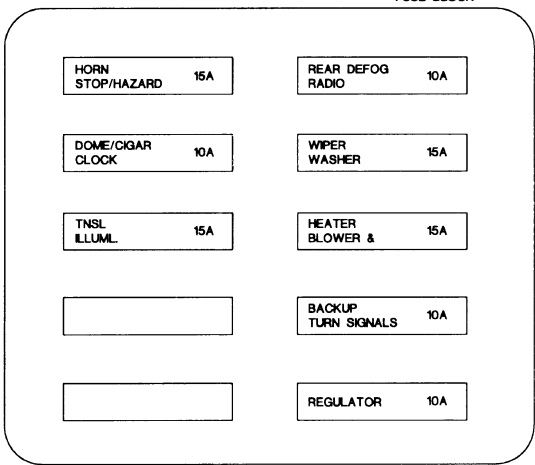 HORN
STOP/HAZARD 15A
REAR DEFOG
RADIO 10A
DOME/CIGAR
CLOCK 10A
WIPER
WASHER 15A
TNSL
ILLUML. 15A
HEATER
BLOWER & 15A
BACKUP
TURN SIGNALS 10A
REGULATOR 10A